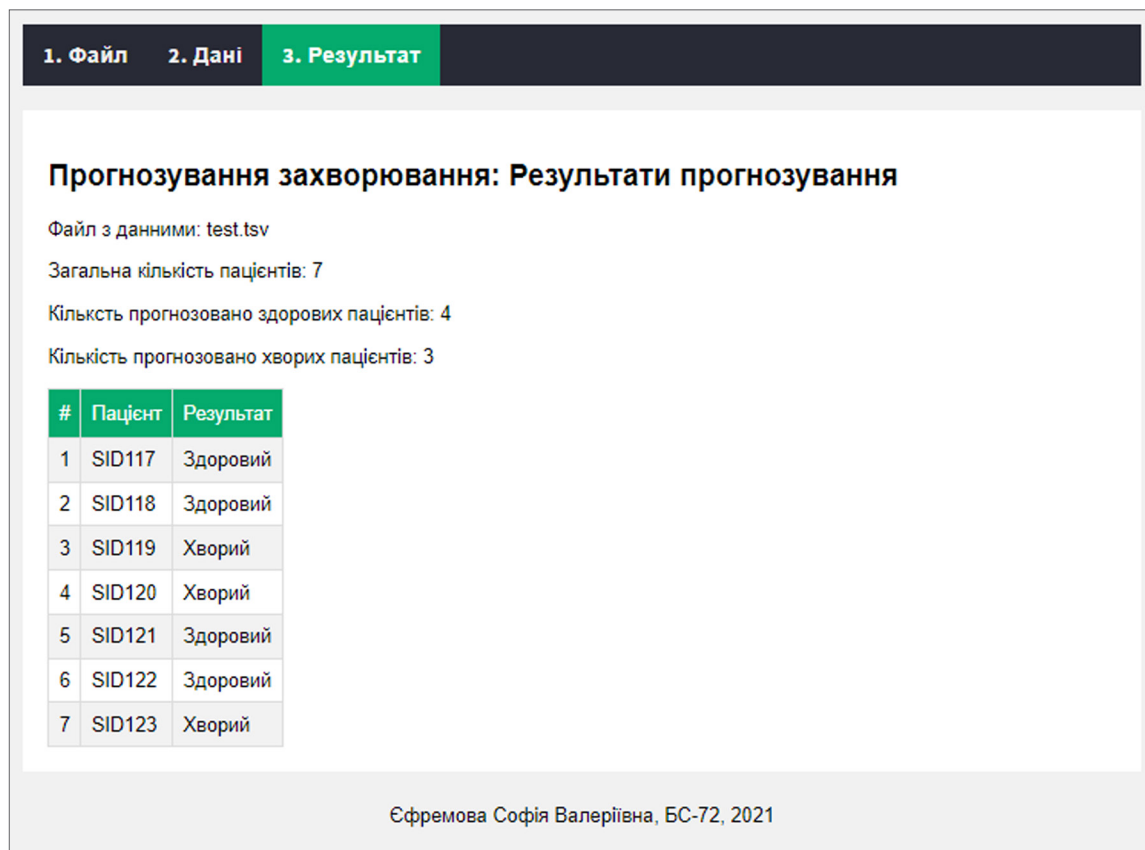 1. Файл 2. Дані 3. Результат
Прогнозування захворювання: Результати прогнозування
Файл з данними: test.tsv
Загальна кількість пацієнтів: 7
Кільксть прогнозовано здорових пацієнтів: 4
Кількість прогнозовано хворих пацієнтів: 3
# Пацієнт Результат
1 SID117 Здоровий
2 SID118 Здоровий
3 SID119 Хворий
4 SID120 Хворий
5 SID121 Здоровий
6 SID122 Здоровий
7 SID123 Хворий
Єфремова Софія Валеріївна, БС-72, 2021